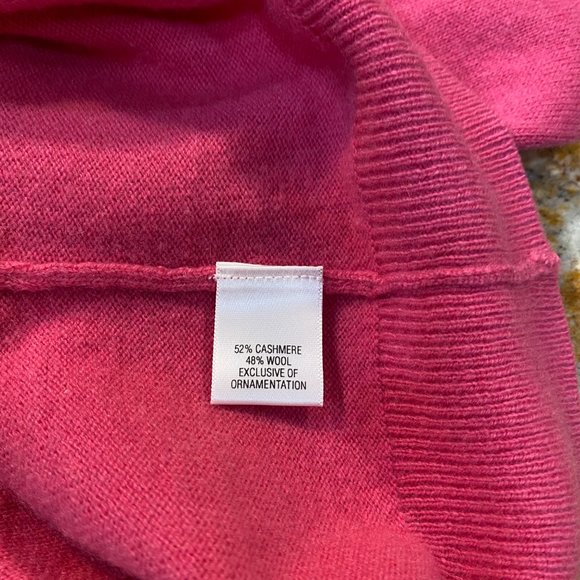 52% CASHMERE
48% WOOL
EXCLUSIVE OF
ORNAMENTATION